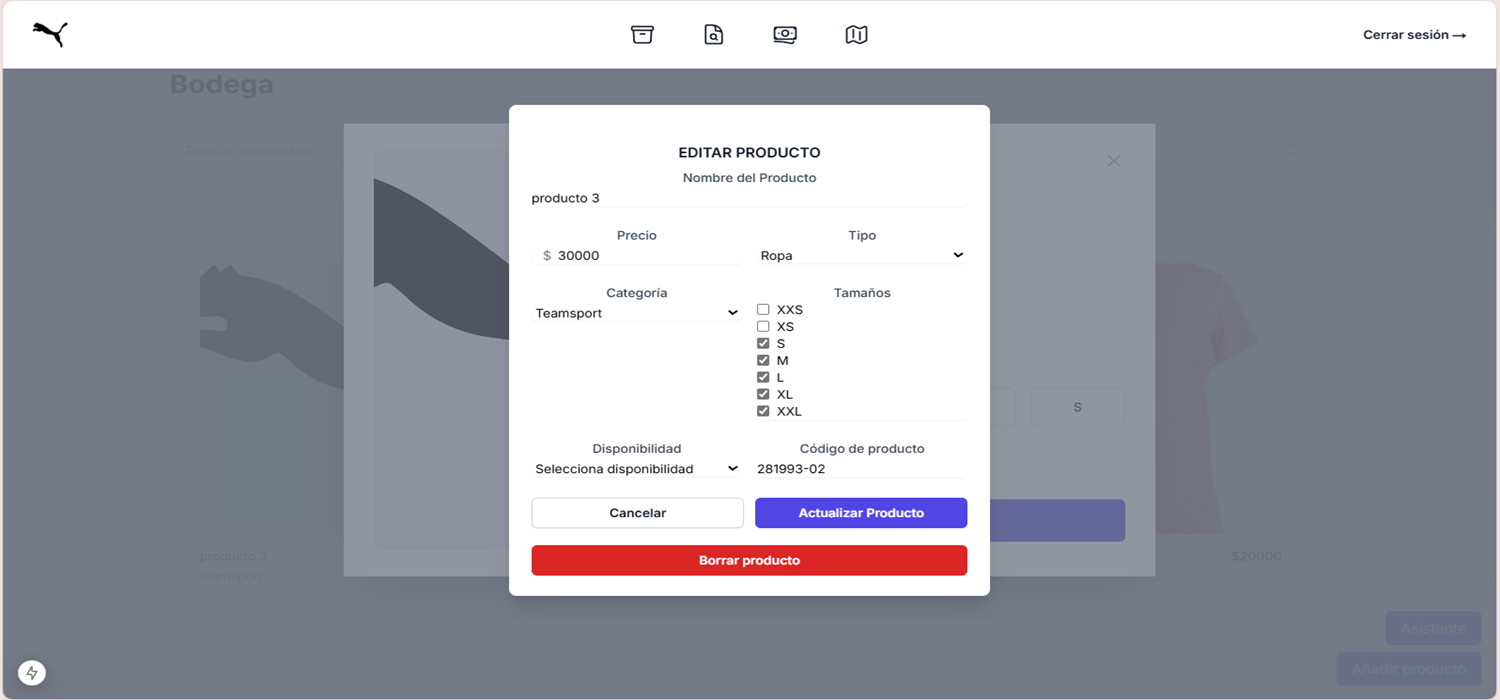 Cerrar sesión →
Bodega
Buscar productos...
EDITAR PRODUCTO
Nombre del Producto
producto 3
Precio
Tipo
$ 30000
Ropa
Categoría
Tamaños
Teamsport
XXS
XS
S
M
L
XL
XXL
S
Disponibilidad
Código de producto
Selecciona disponibilidad
281993-02
Cancelar
Actualizar Producto
Borrar producto
producto 3
$20000
teamsport
Asistente
Añadir producto